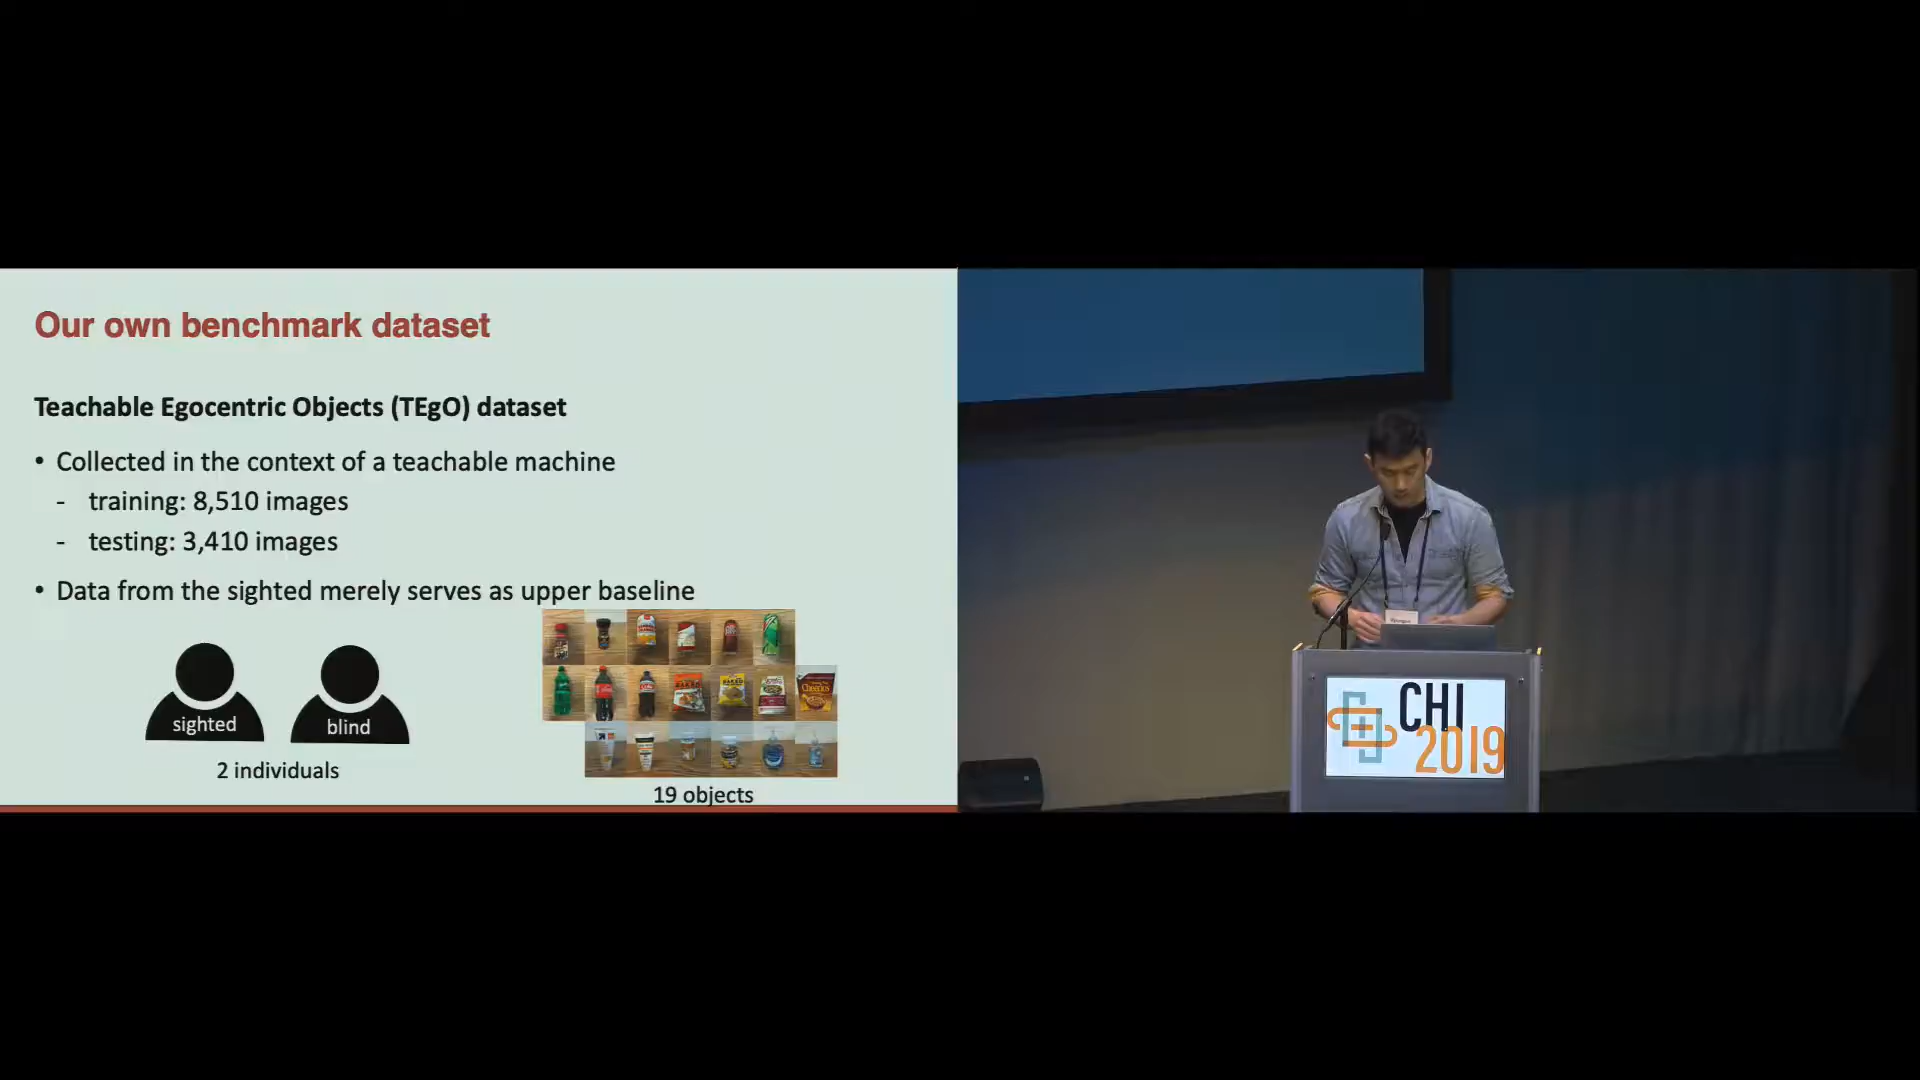 Our own benchmark dataset
Teachable Egocentric Objects (TEgO) dataset
• Collected in the context of a teachable machine
- training: 8,510 images
- testing: 3,410 images
• Data from the sighted merely serves as upper baseline
sighted
blind
2 individuals
19 objects
CHI
2019